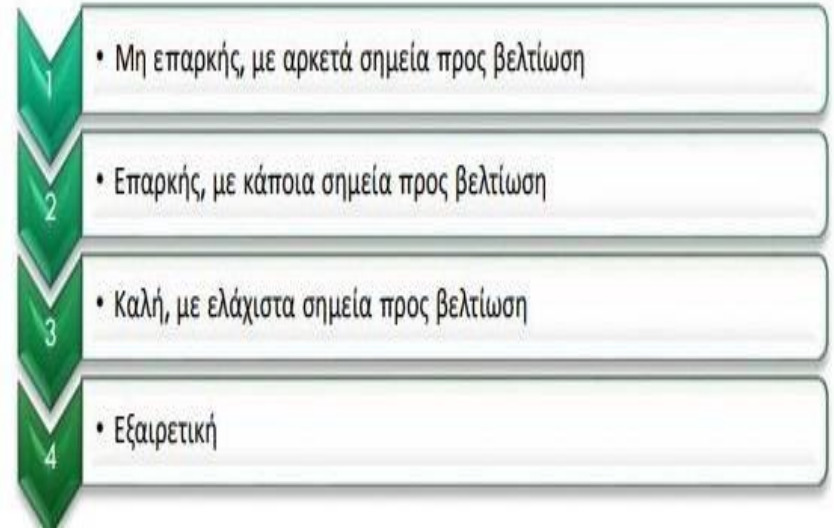 1
• Μη επαρκής, με αρκετά σημεία προς βελτίωση
2
• Επαρκής, με κάποια σημεία προς βελτίωση
3
• Καλή, με ελάχιστα σημεία προς βελτίωση
4
• Εξαιρετική